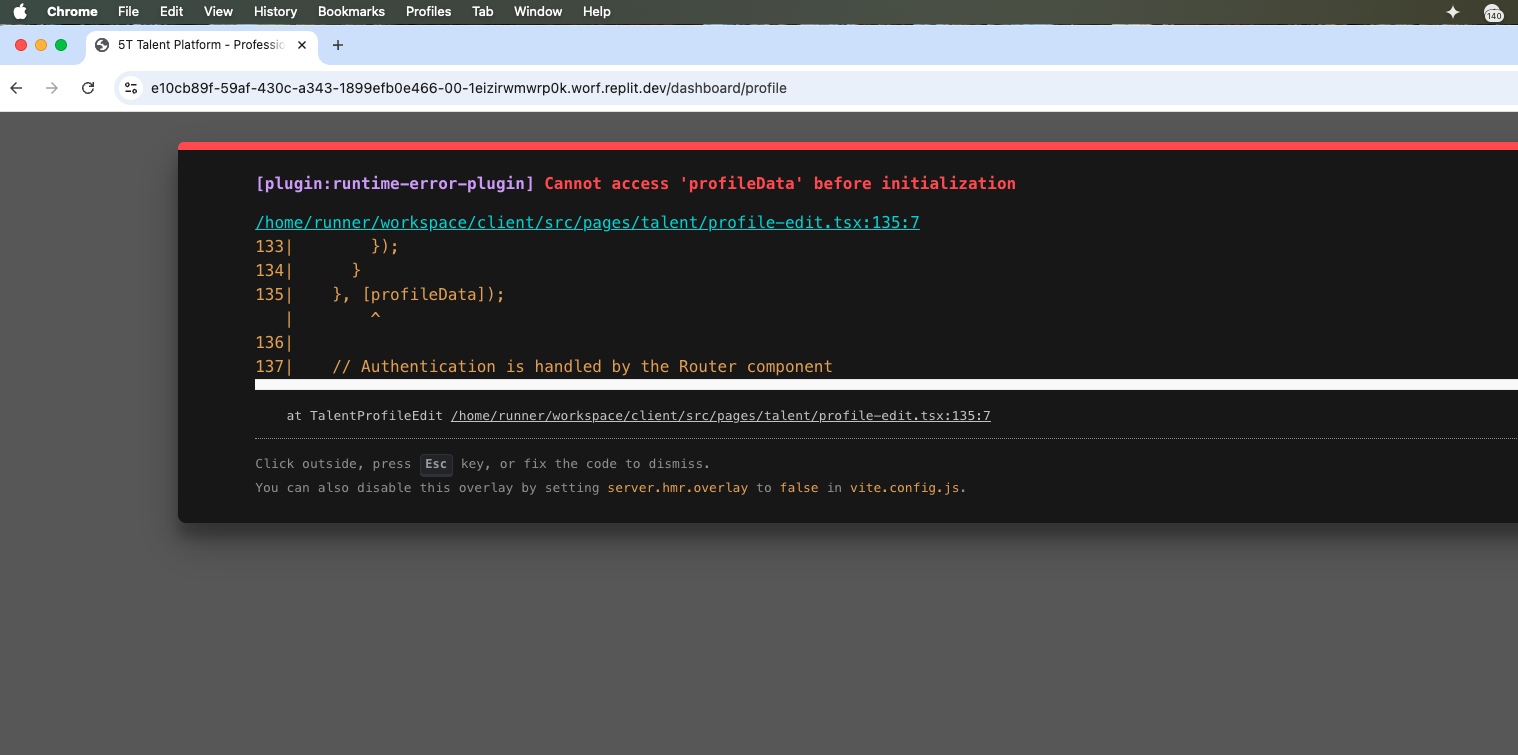 Chrome File Edit View History Bookmarks Profiles Tab Window Help
140
5T Talent Platform - Professio
e10cb89f-59af-430c-a343-1899efb0e466-00-1eizirwmwrp0k.worf.replit.dev/dashboard/profile
[plugin:runtime-error-plugin] Cannot access 'profileData' before initialization
/home/runner/workspace/client/src/pages/talent/profile-edit.tsx:135:7
133|        });
134|      }
135|    }, [profileData]);
   |        ^
136|
137|    // Authentication is handled by the Router component
at TalentProfileEdit /home/runner/workspace/client/src/pages/talent/profile-edit.tsx:135:7
Click outside, press Esc key, or fix the code to dismiss.
You can also disable this overlay by setting server.hmr.overlay to false in vite.config.js.